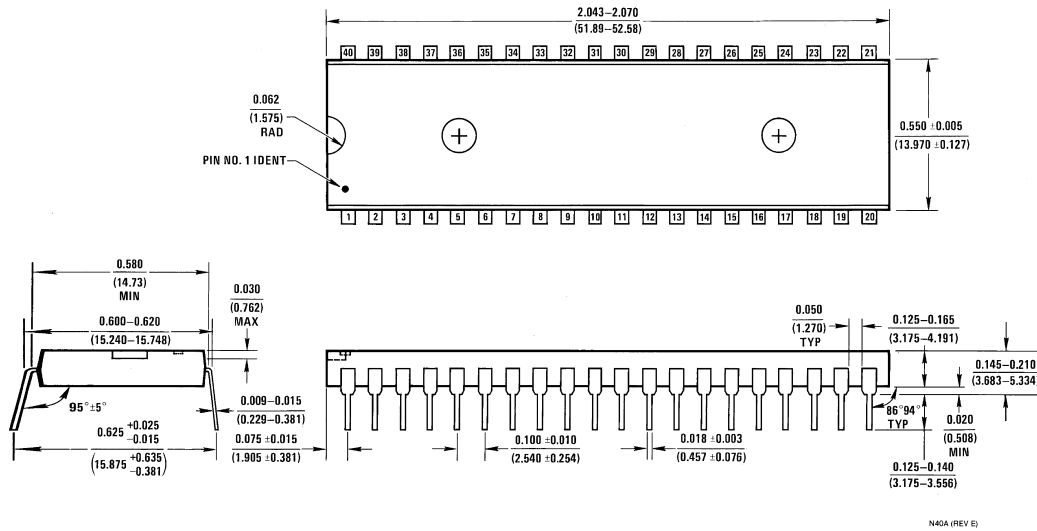 2.043–2.070
(51.89–52.58)
40 39 38 37 36 35 34 33 32 31 30 29 28 27 26 25 24 23 22 21
0.062
(1.575)
RAD
PIN NO. 1 IDENT
0.550 ±0.005
(13.970 ±0.127)
1 2 3 4 5 6 7 8 9 10 11 12 13 14 15 16 17 18 19 20
0.580
(14.73)
MIN
0.030
(0.762)
MAX
0.600–0.620
(15.240–15.748)
95°±5°
0.009–0.015
(0.229–0.381)
0.625 +0.025 -0.015
(15.875 +0.635 -0.381)
0.075 ±0.015
(1.905 ±0.381)
0.100 ±0.010
(2.540 ±0.254)
0.018 ±0.003
(0.457 ±0.076)
0.050
(1.270)
TYP
0.125–0.165
(3.175–4.191)
0.145–0.210
(3.683–5.334)
86°94°
TYP
0.020
(0.508)
MIN
0.125–0.140
(3.175–3.556)
N40A (REV E)